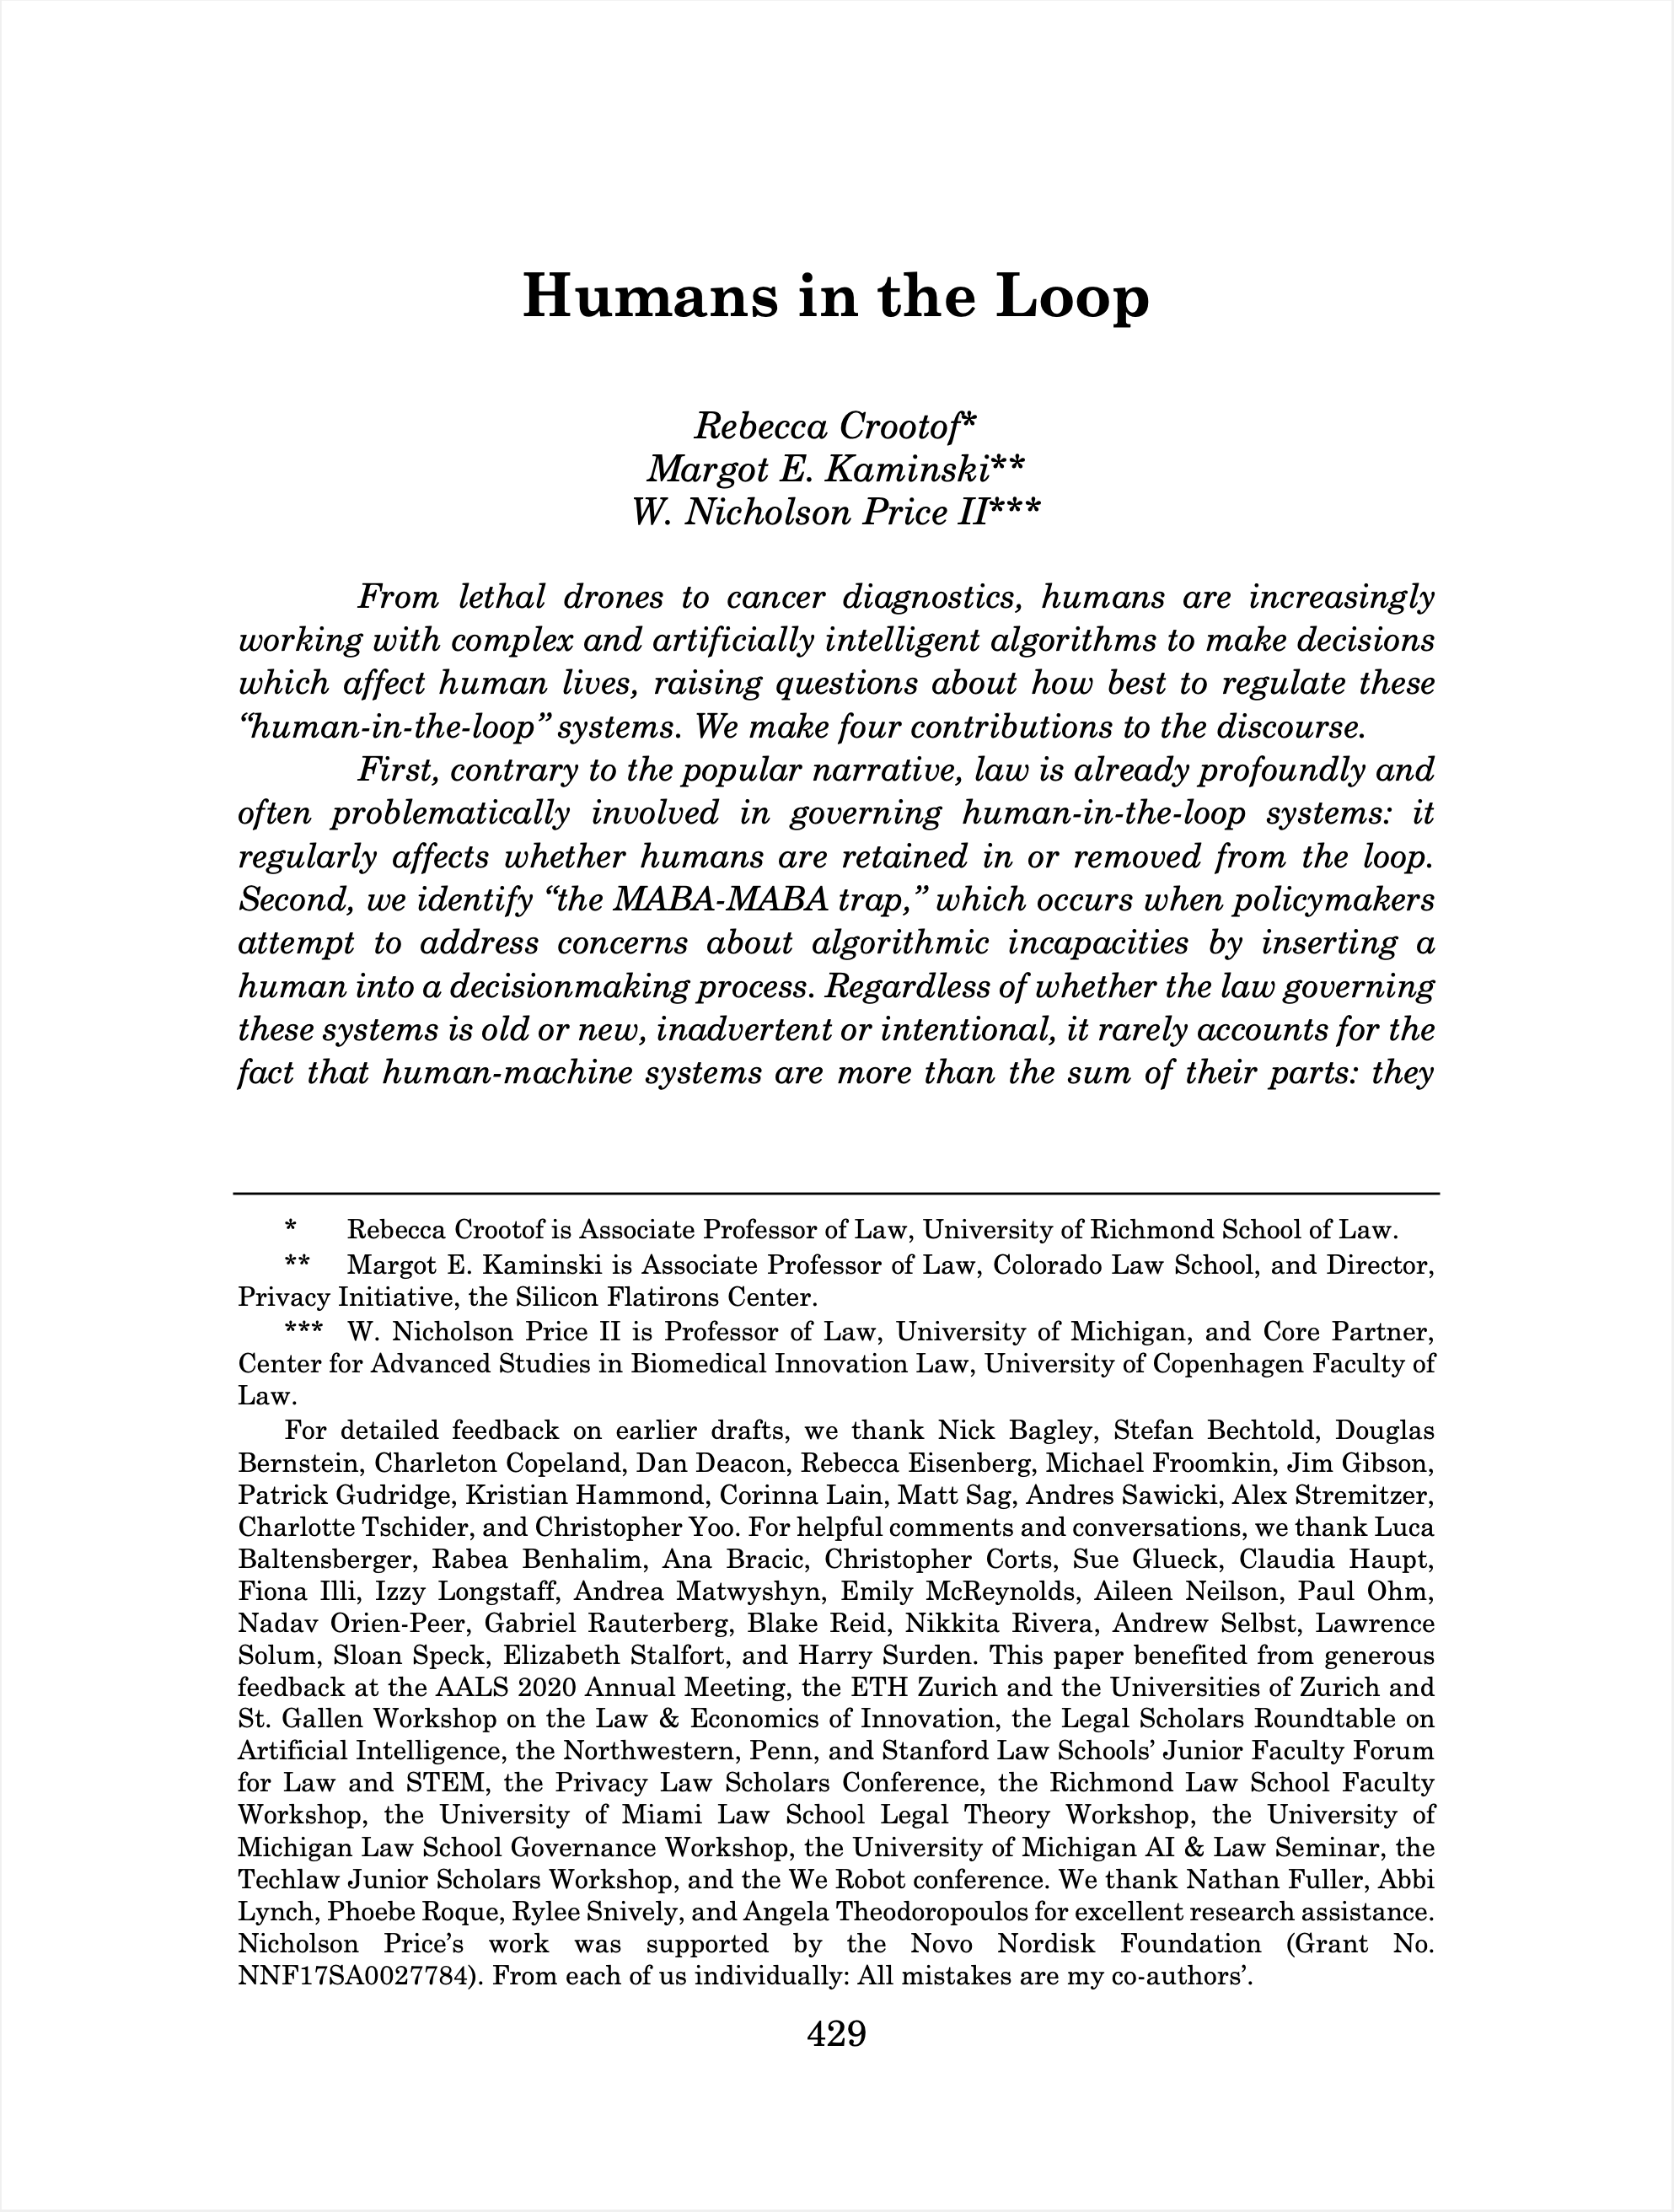 Humans in the Loop
Rebecca Crootof*
Margot E. Kaminski**
W. Nicholson Price II***
From lethal drones to cancer diagnostics, humans are increasingly
working with complex and artificially intelligent algorithms to make decisions
which affect human lives, raising questions about how best to regulate these
“human-in-the-loop” systems. We make four contributions to the discourse.
First, contrary to the popular narrative, law is already profoundly and
often problematically involved in governing human-in-the-loop systems: it
regularly affects whether humans are retained in or removed from the loop.
Second, we identify “the MABA-MABA trap,” which occurs when policymakers
attempt to address concerns about algorithmic incapacities by inserting a
human into a decisionmaking process. Regardless of whether the law governing
these systems is old or new, inadvertent or intentional, it rarely accounts for the
fact that human-machine systems are more than the sum of their parts: they
* Rebecca Crootof is Associate Professor of Law, University of Richmond School of Law.
** Margot E. Kaminski is Associate Professor of Law, Colorado Law School, and Director,
Privacy Initiative, the Silicon Flatirons Center.
*** W. Nicholson Price II is Professor of Law, University of Michigan, and Core Partner,
Center for Advanced Studies in Biomedical Innovation Law, University of Copenhagen Faculty of
Law.
For detailed feedback on earlier drafts, we thank Nick Bagley, Stefan Bechtold, Douglas
Bernstein, Charleton Copeland, Dan Deacon, Rebecca Eisenberg, Michael Froomkin, Jim Gibson,
Patrick Gudridge, Kristian Hammond, Corinna Lain, Matt Sag, Andres Sawicki, Alex Stremitzer,
Charlotte Tschider, and Christopher Yoo. For helpful comments and conversations, we thank Luca
Baltensberger, Rabea Benhalim, Ana Bracic, Christopher Corts, Sue Glueck, Claudia Haupt,
Fiona Illi, Izzy Longstaff, Andrea Matwyshyn, Emily McReynolds, Aileen Neilson, Paul Ohm,
Nadav Orien-Peer, Gabriel Rauterberg, Blake Reid, Nikkita Rivera, Andrew Selbst, Lawrence
Solum, Sloan Speck, Elizabeth Stalfort, and Harry Surden. This paper benefited from generous
feedback at the AALS 2020 Annual Meeting, the ETH Zurich and the Universities of Zurich and
St. Gallen Workshop on the Law & Economics of Innovation, the Legal Scholars Roundtable on
Artificial Intelligence, the Northwestern, Penn, and Stanford Law Schools’ Junior Faculty Forum
for Law and STEM, the Privacy Law Scholars Conference, the Richmond Law School Faculty
Workshop, the University of Miami Law School Legal Theory Workshop, the University of
Michigan Law School Governance Workshop, the University of Michigan AI & Law Seminar, the
Techlaw Junior Scholars Workshop, and the We Robot conference. We thank Nathan Fuller, Abbi
Lynch, Phoebe Roque, Rylee Snively, and Angela Theodoropoulos for excellent research assistance.
Nicholson Price’s work was supported by the Novo Nordisk Foundation (Grant No.
NNF17SA0027784). From each of us individually: All mistakes are my co-authors’.
429